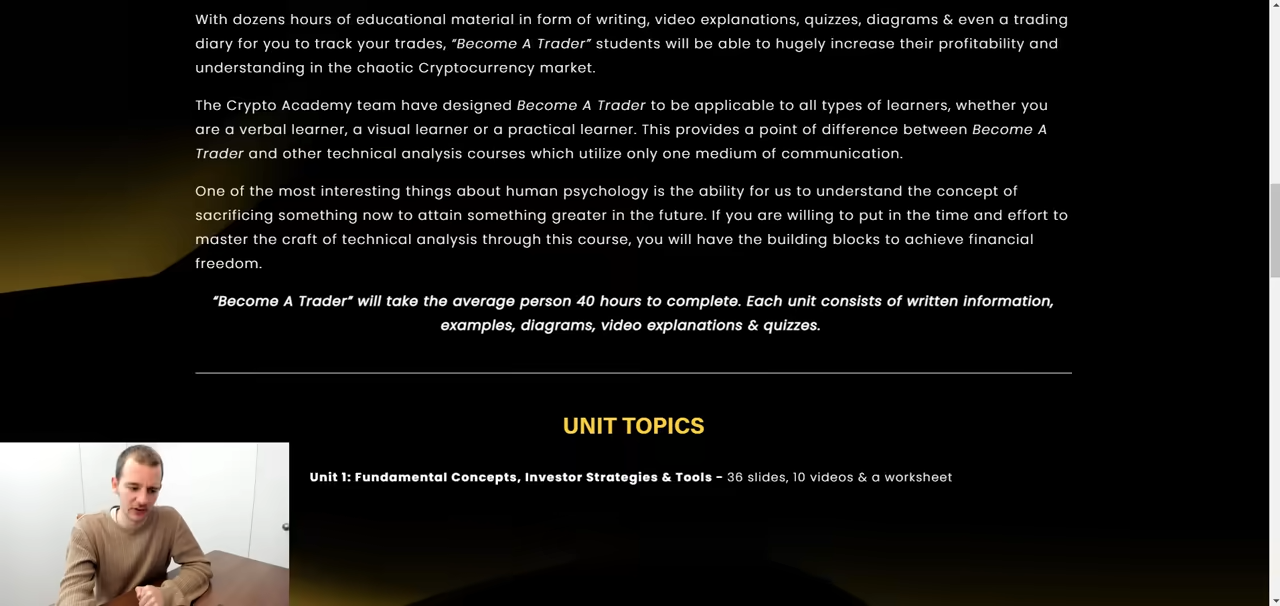 With dozens hours of educational material in form of writing, video explanations, quizzes, diagrams & even a trading
diary for you to track your trades, “Become A Trader” students will be able to hugely increase their profitability and
understanding in the chaotic Cryptocurrency market.
The Crypto Academy team have designed Become A Trader to be applicable to all types of learners, whether you
are a verbal learner, a visual learner or a practical learner. This provides a point of difference between Become A
Trader and other technical analysis courses which utilize only one medium of communication.
One of the most interesting things about human psychology is the ability for us to understand the concept of
sacrificing something now to attain something greater in the future. If you are willing to put in the time and effort to
master the craft of technical analysis through this course, you will have the building blocks to achieve financial
freedom.
“Become A Trader” will take the average person 40 hours to complete. Each unit consists of written information,
examples, diagrams, video explanations & quizzes.
UNIT TOPICS
Unit 1: Fundamental Concepts, Investor Strategies & Tools - 36 slides, 10 videos & a worksheet